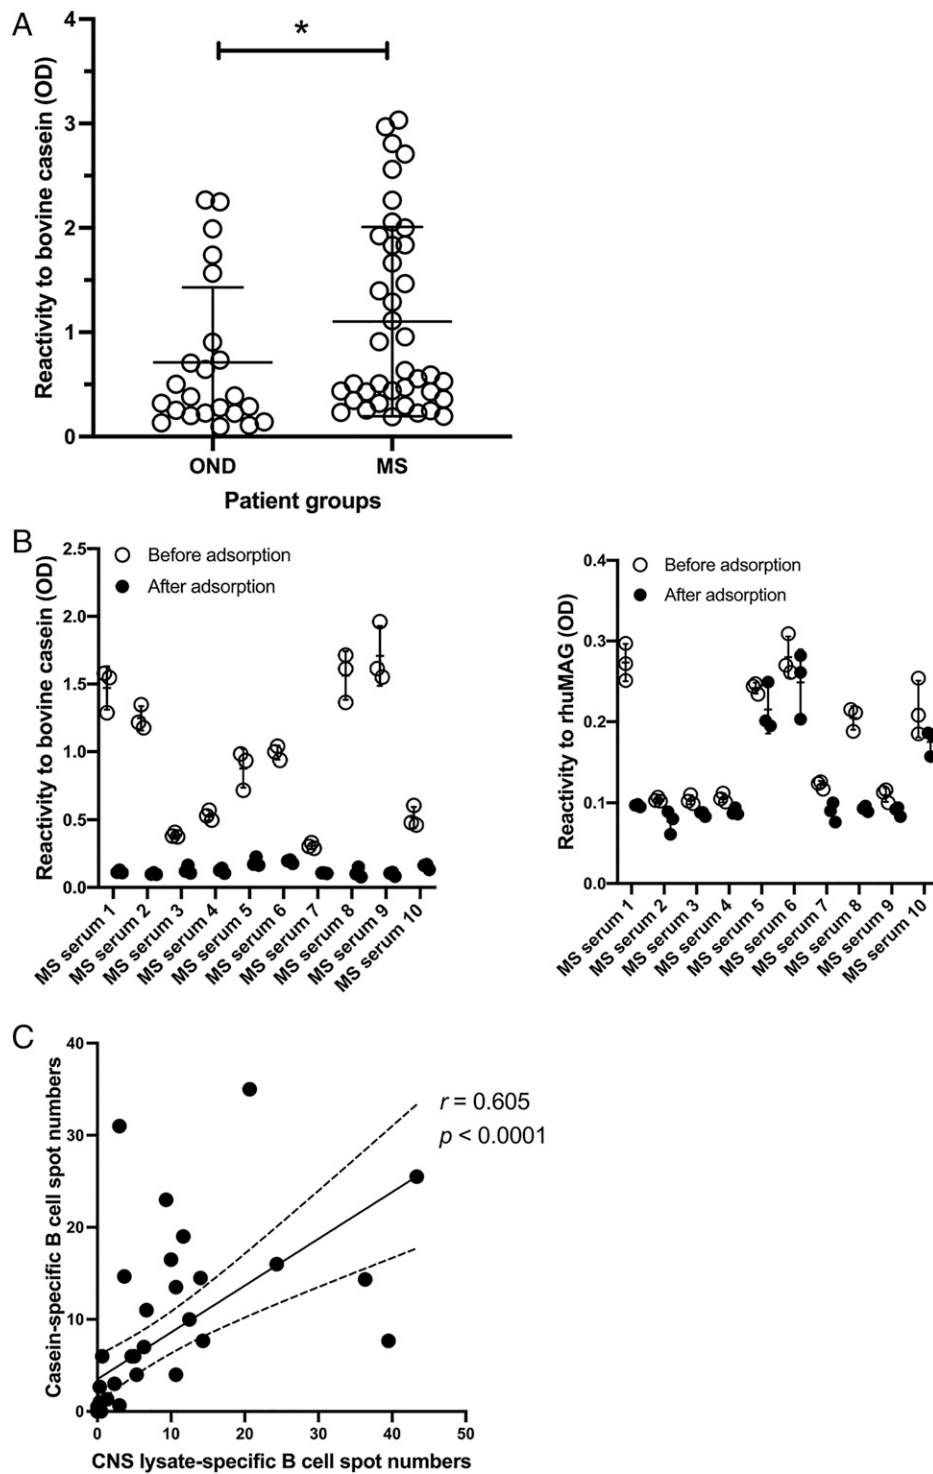 A
Reactivity to bovine casein (OD)
4
3
2
1
0
*
OND
MS
Patient groups
B
Reactivity to bovine casein (OD)
2.5
2.0
1.5
1.0
0.5
0.0
Before adsorption
After adsorption
MS serum 1
MS serum 2
MS serum 3
MS serum 4
MS serum 5
MS serum 6
MS serum 7
MS serum 8
MS serum 9
MS serum 10
Reactivity to rhuMAG (OD)
0.4
0.3
0.2
0.1
0.0
Before adsorption
After adsorption
MS serum 1
MS serum 2
MS serum 3
MS serum 4
MS serum 5
MS serum 6
MS serum 7
MS serum 8
MS serum 9
MS serum 10
C
Casein-specific B cell spot numbers
40
30
20
10
0
r = 0.605
p < 0.0001
0
10
20
30
40
50
CNS lysate-specific B cell spot numbers